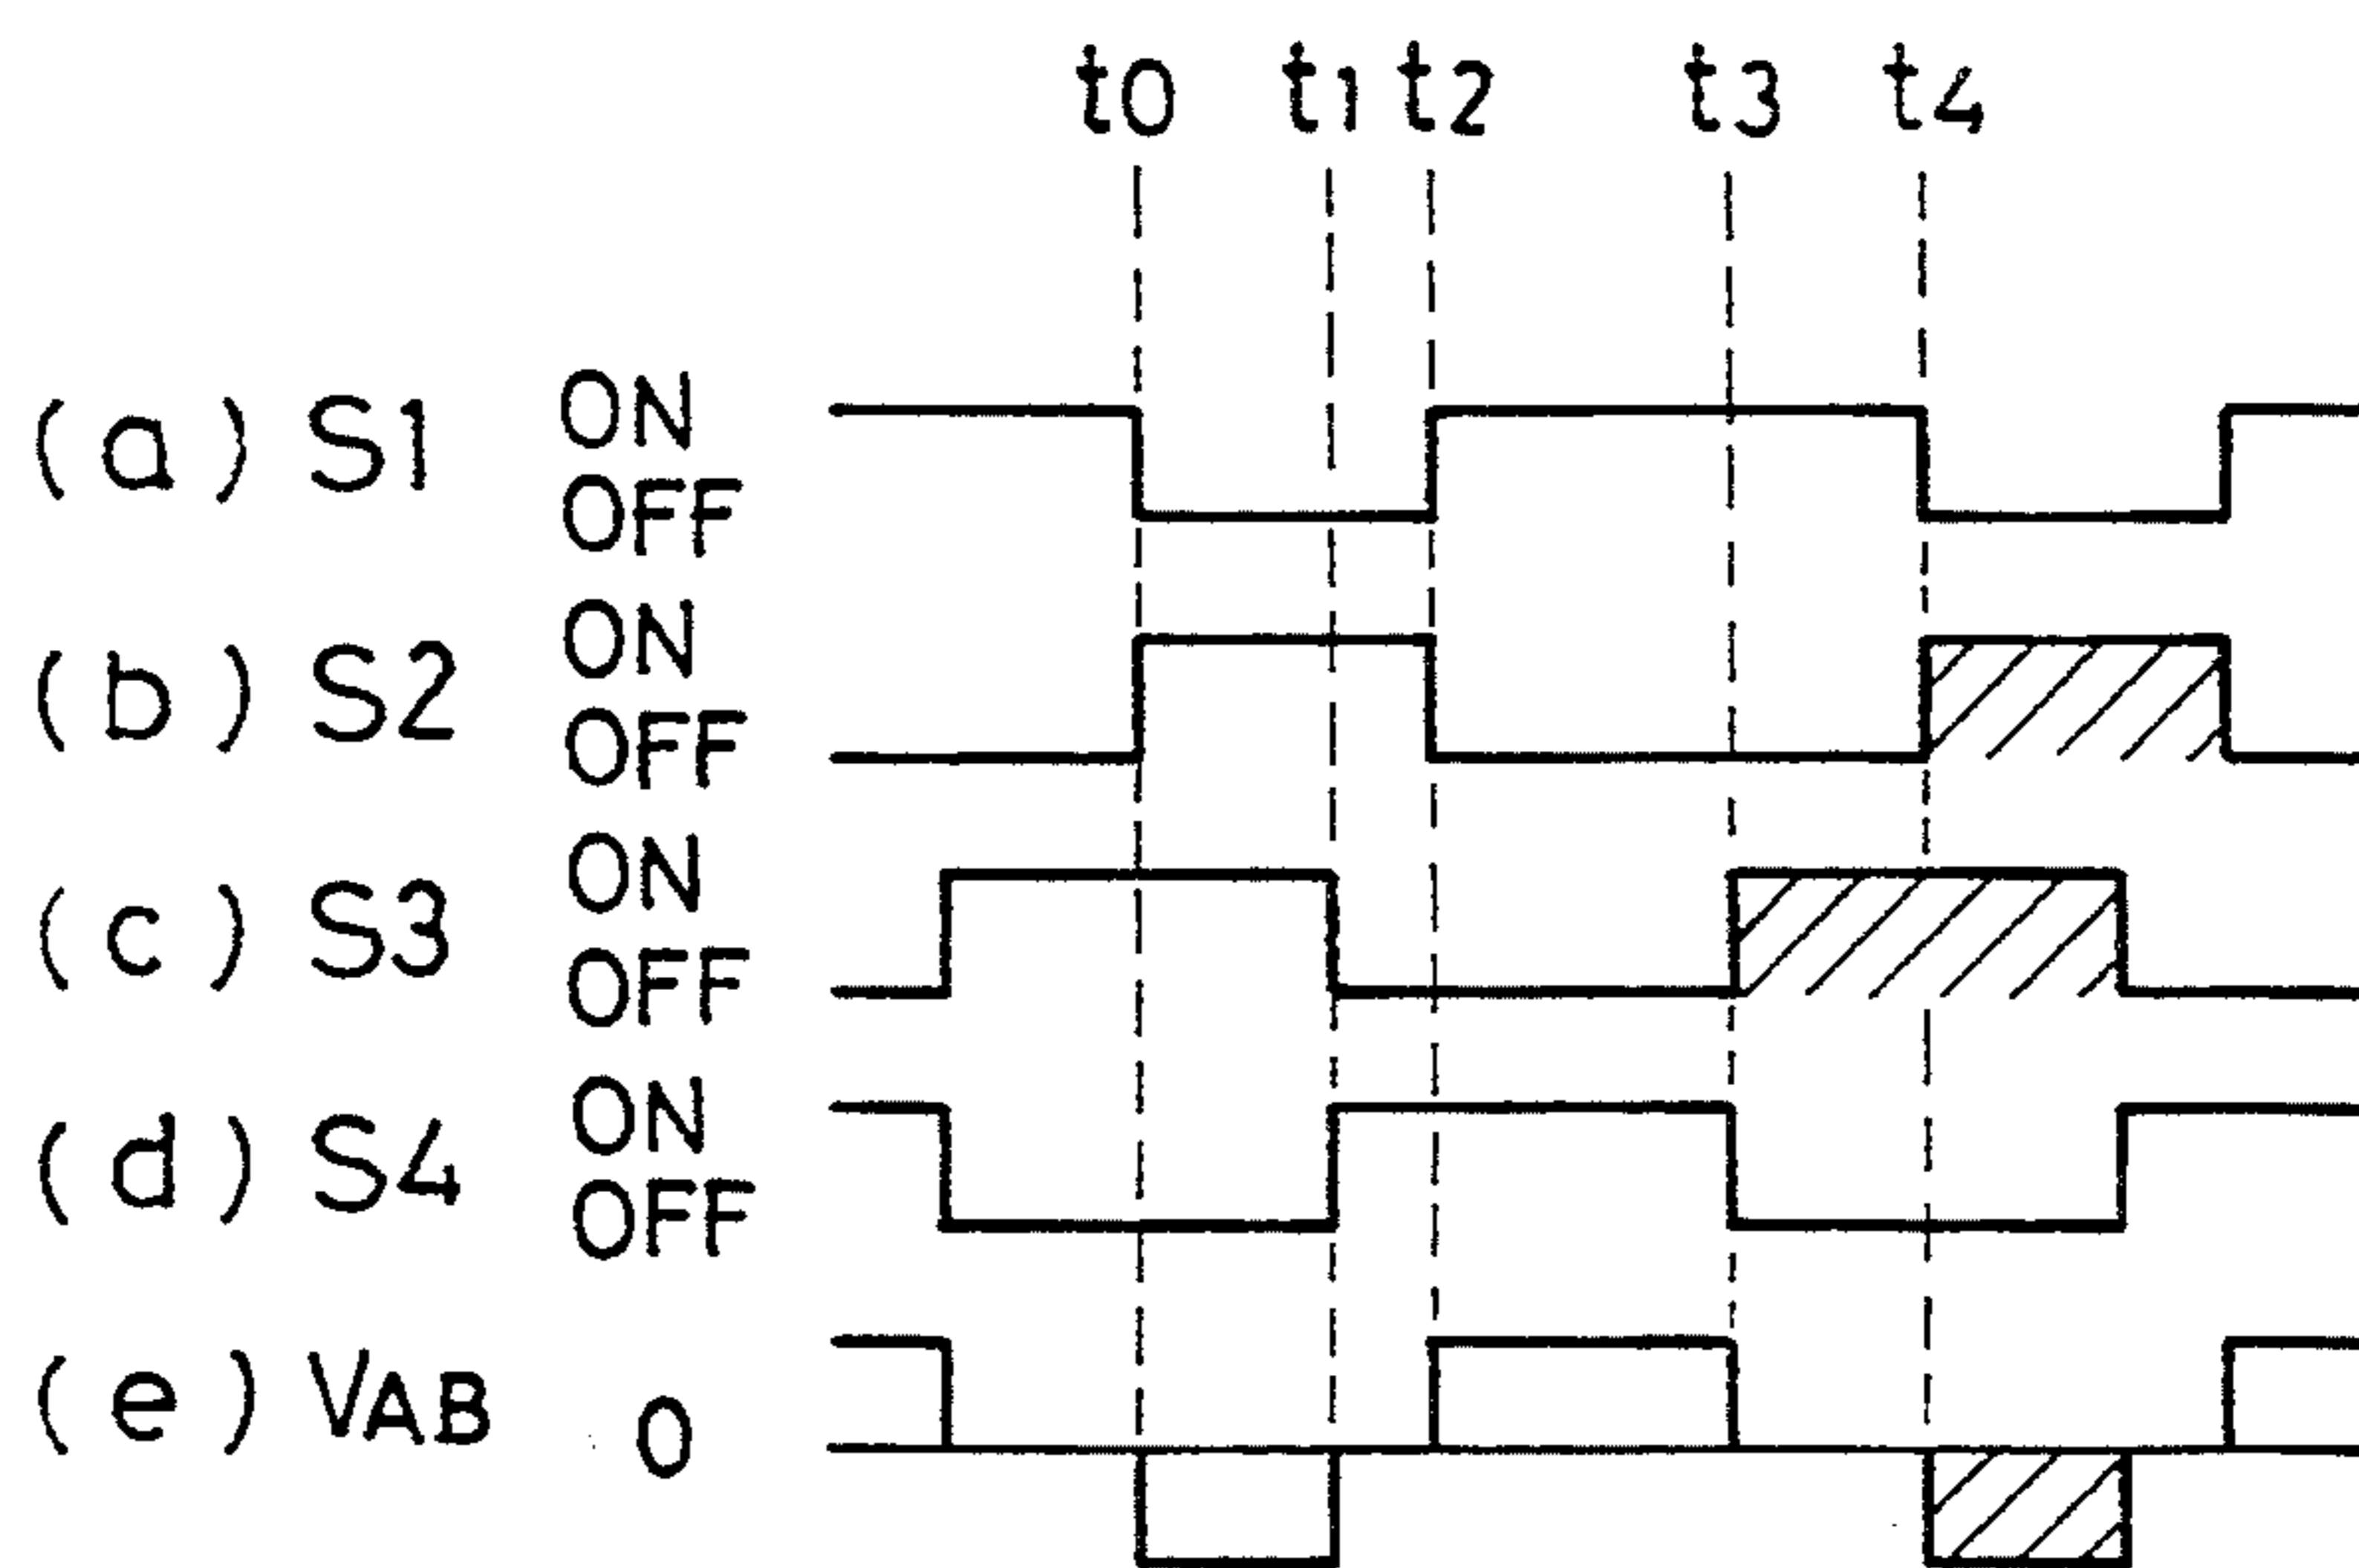 t0 t1 t2 t3 t4
(a) S1 ON
OFF
(b) S2 ON
OFF
(c) S3 ON
OFF
(d) S4 ON
OFF
(e) VAB 0